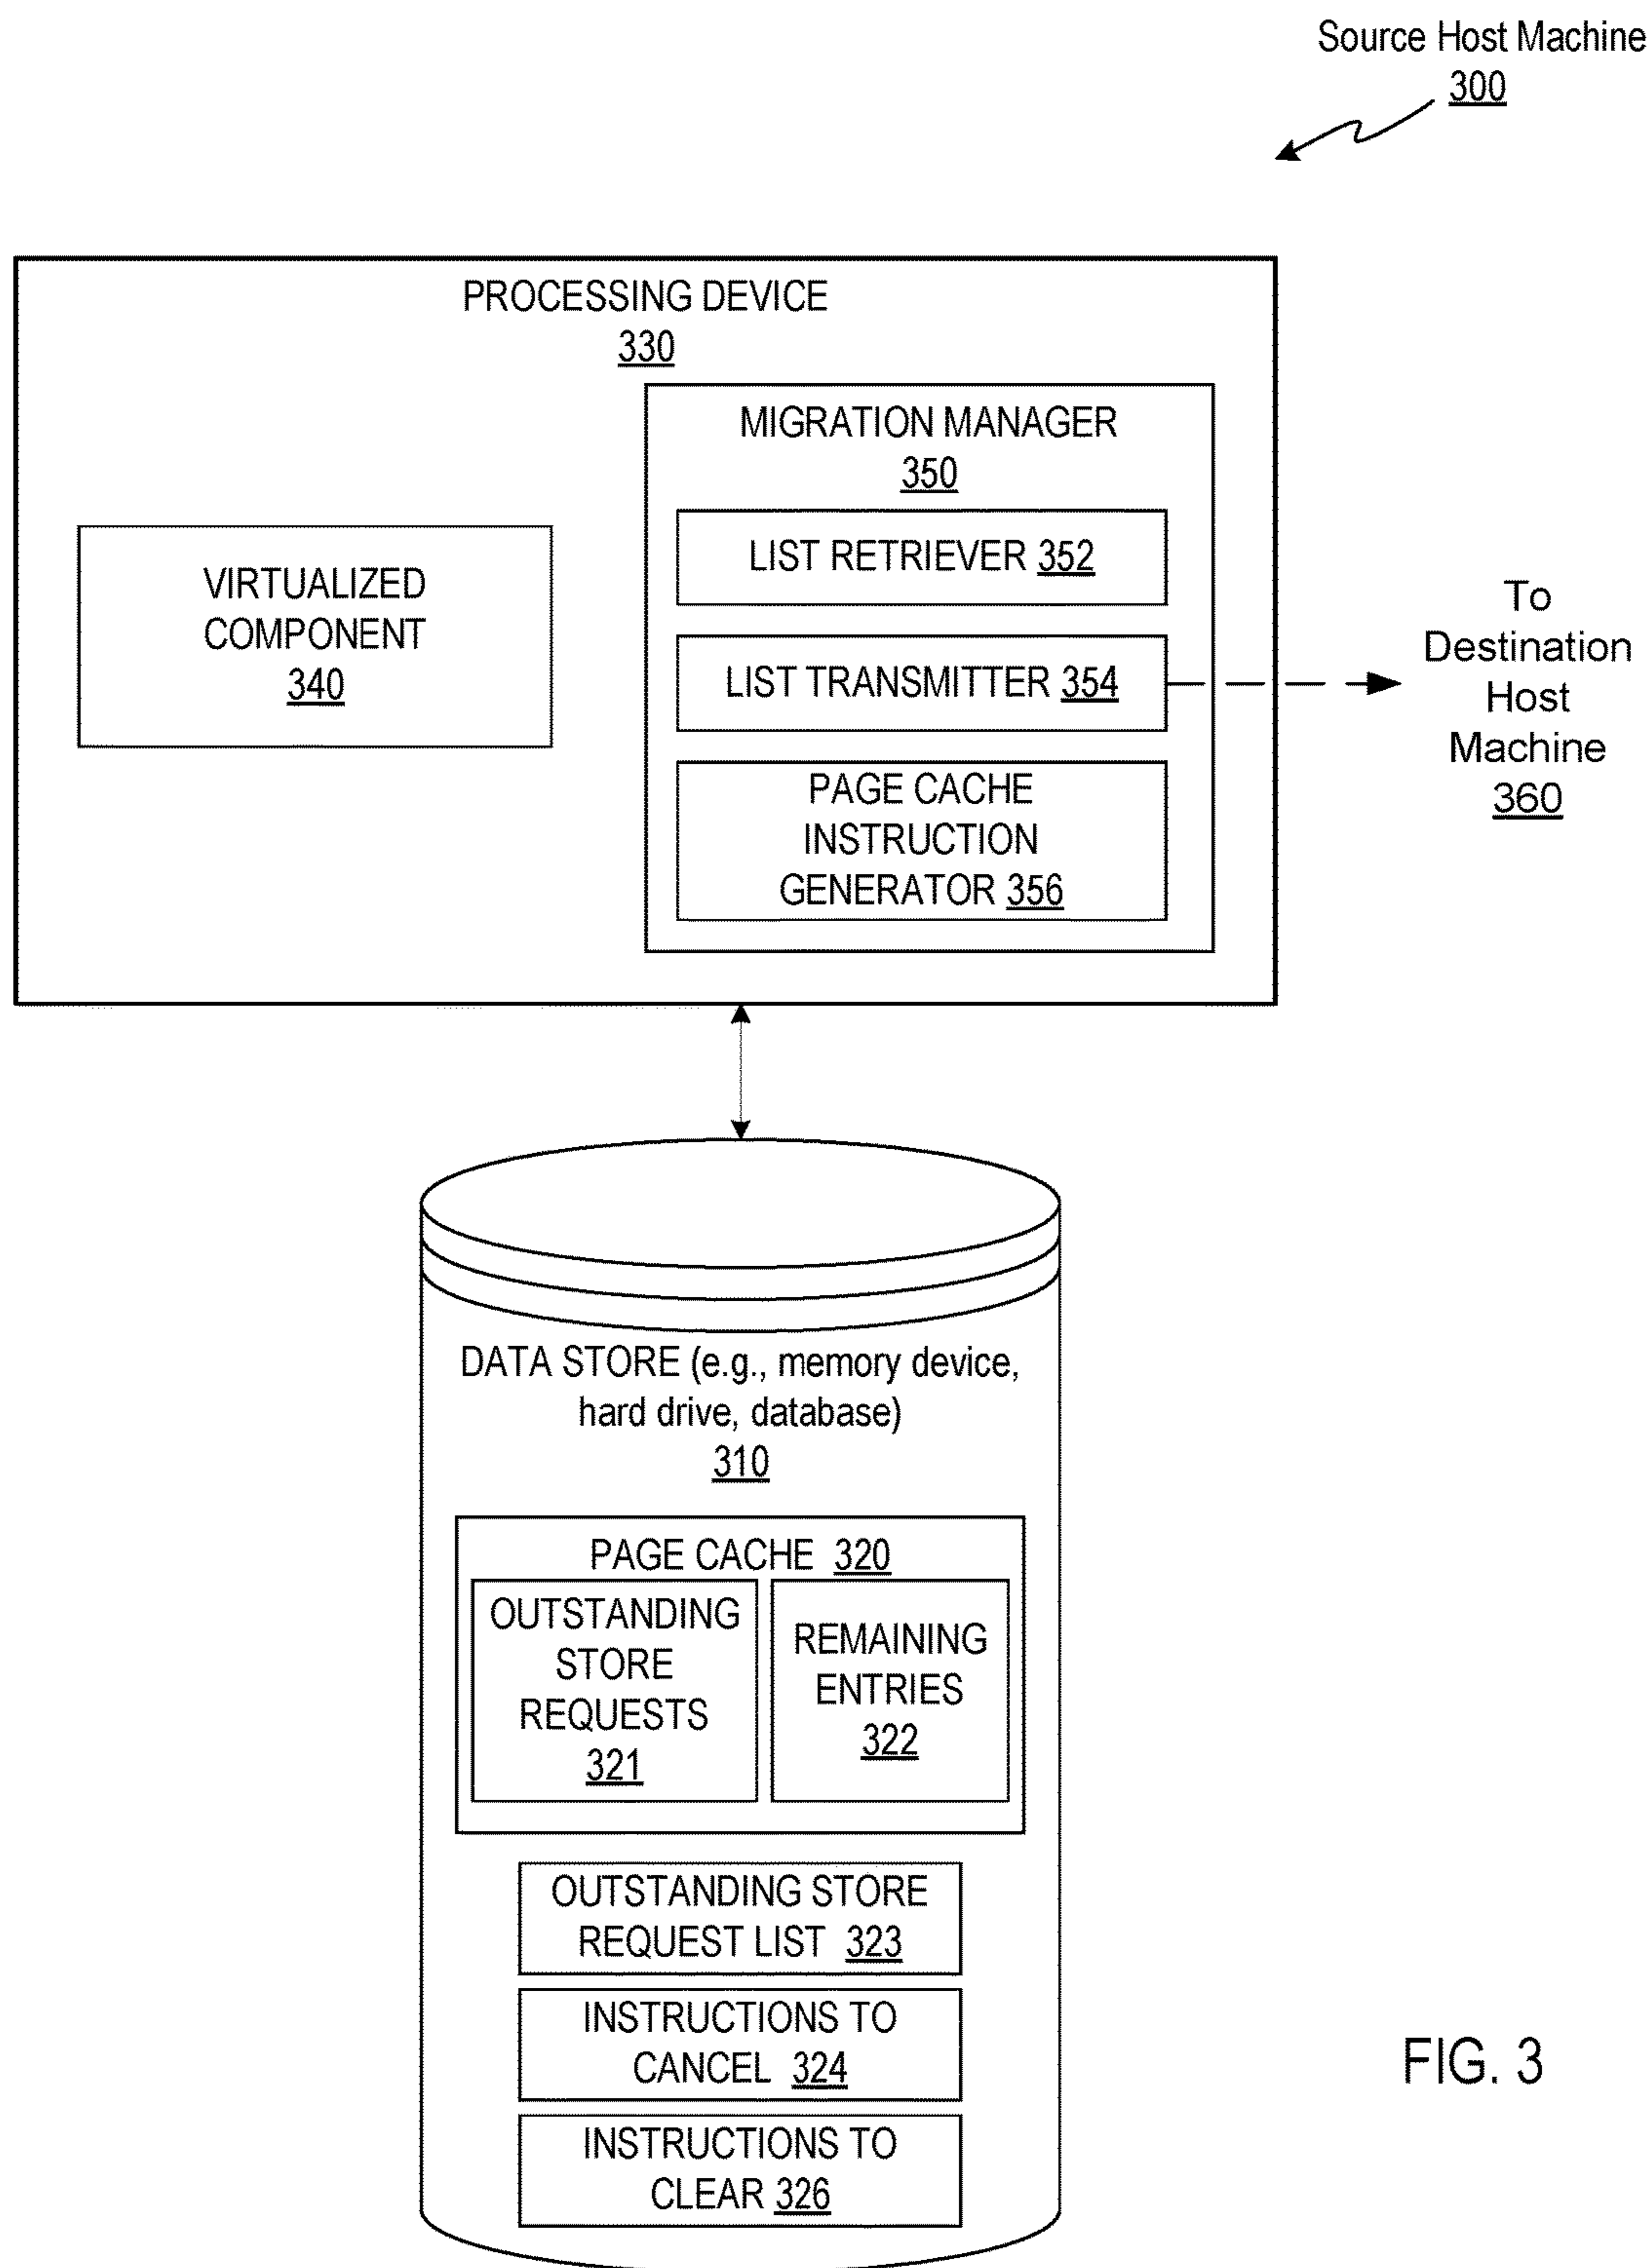 Source Host Machine
300
PROCESSING DEVICE
330
MIGRATION MANAGER
350
LIST RETRIEVER 352
VIRTUALIZED
COMPONENT
340
LIST TRANSMITTER 354
To
Destination
Host
Machine
360
PAGE CACHE
INSTRUCTION
GENERATOR 356
DATA STORE (e.g., memory device,
hard drive, database)
310
PAGE CACHE 320
OUTSTANDING
STORE
REQUESTS
321
REMAINING
ENTRIES
322
OUTSTANDING STORE
REQUEST LIST 323
INSTRUCTIONS TO
CANCEL 324
INSTRUCTIONS TO
CLEAR 326
FIG. 3